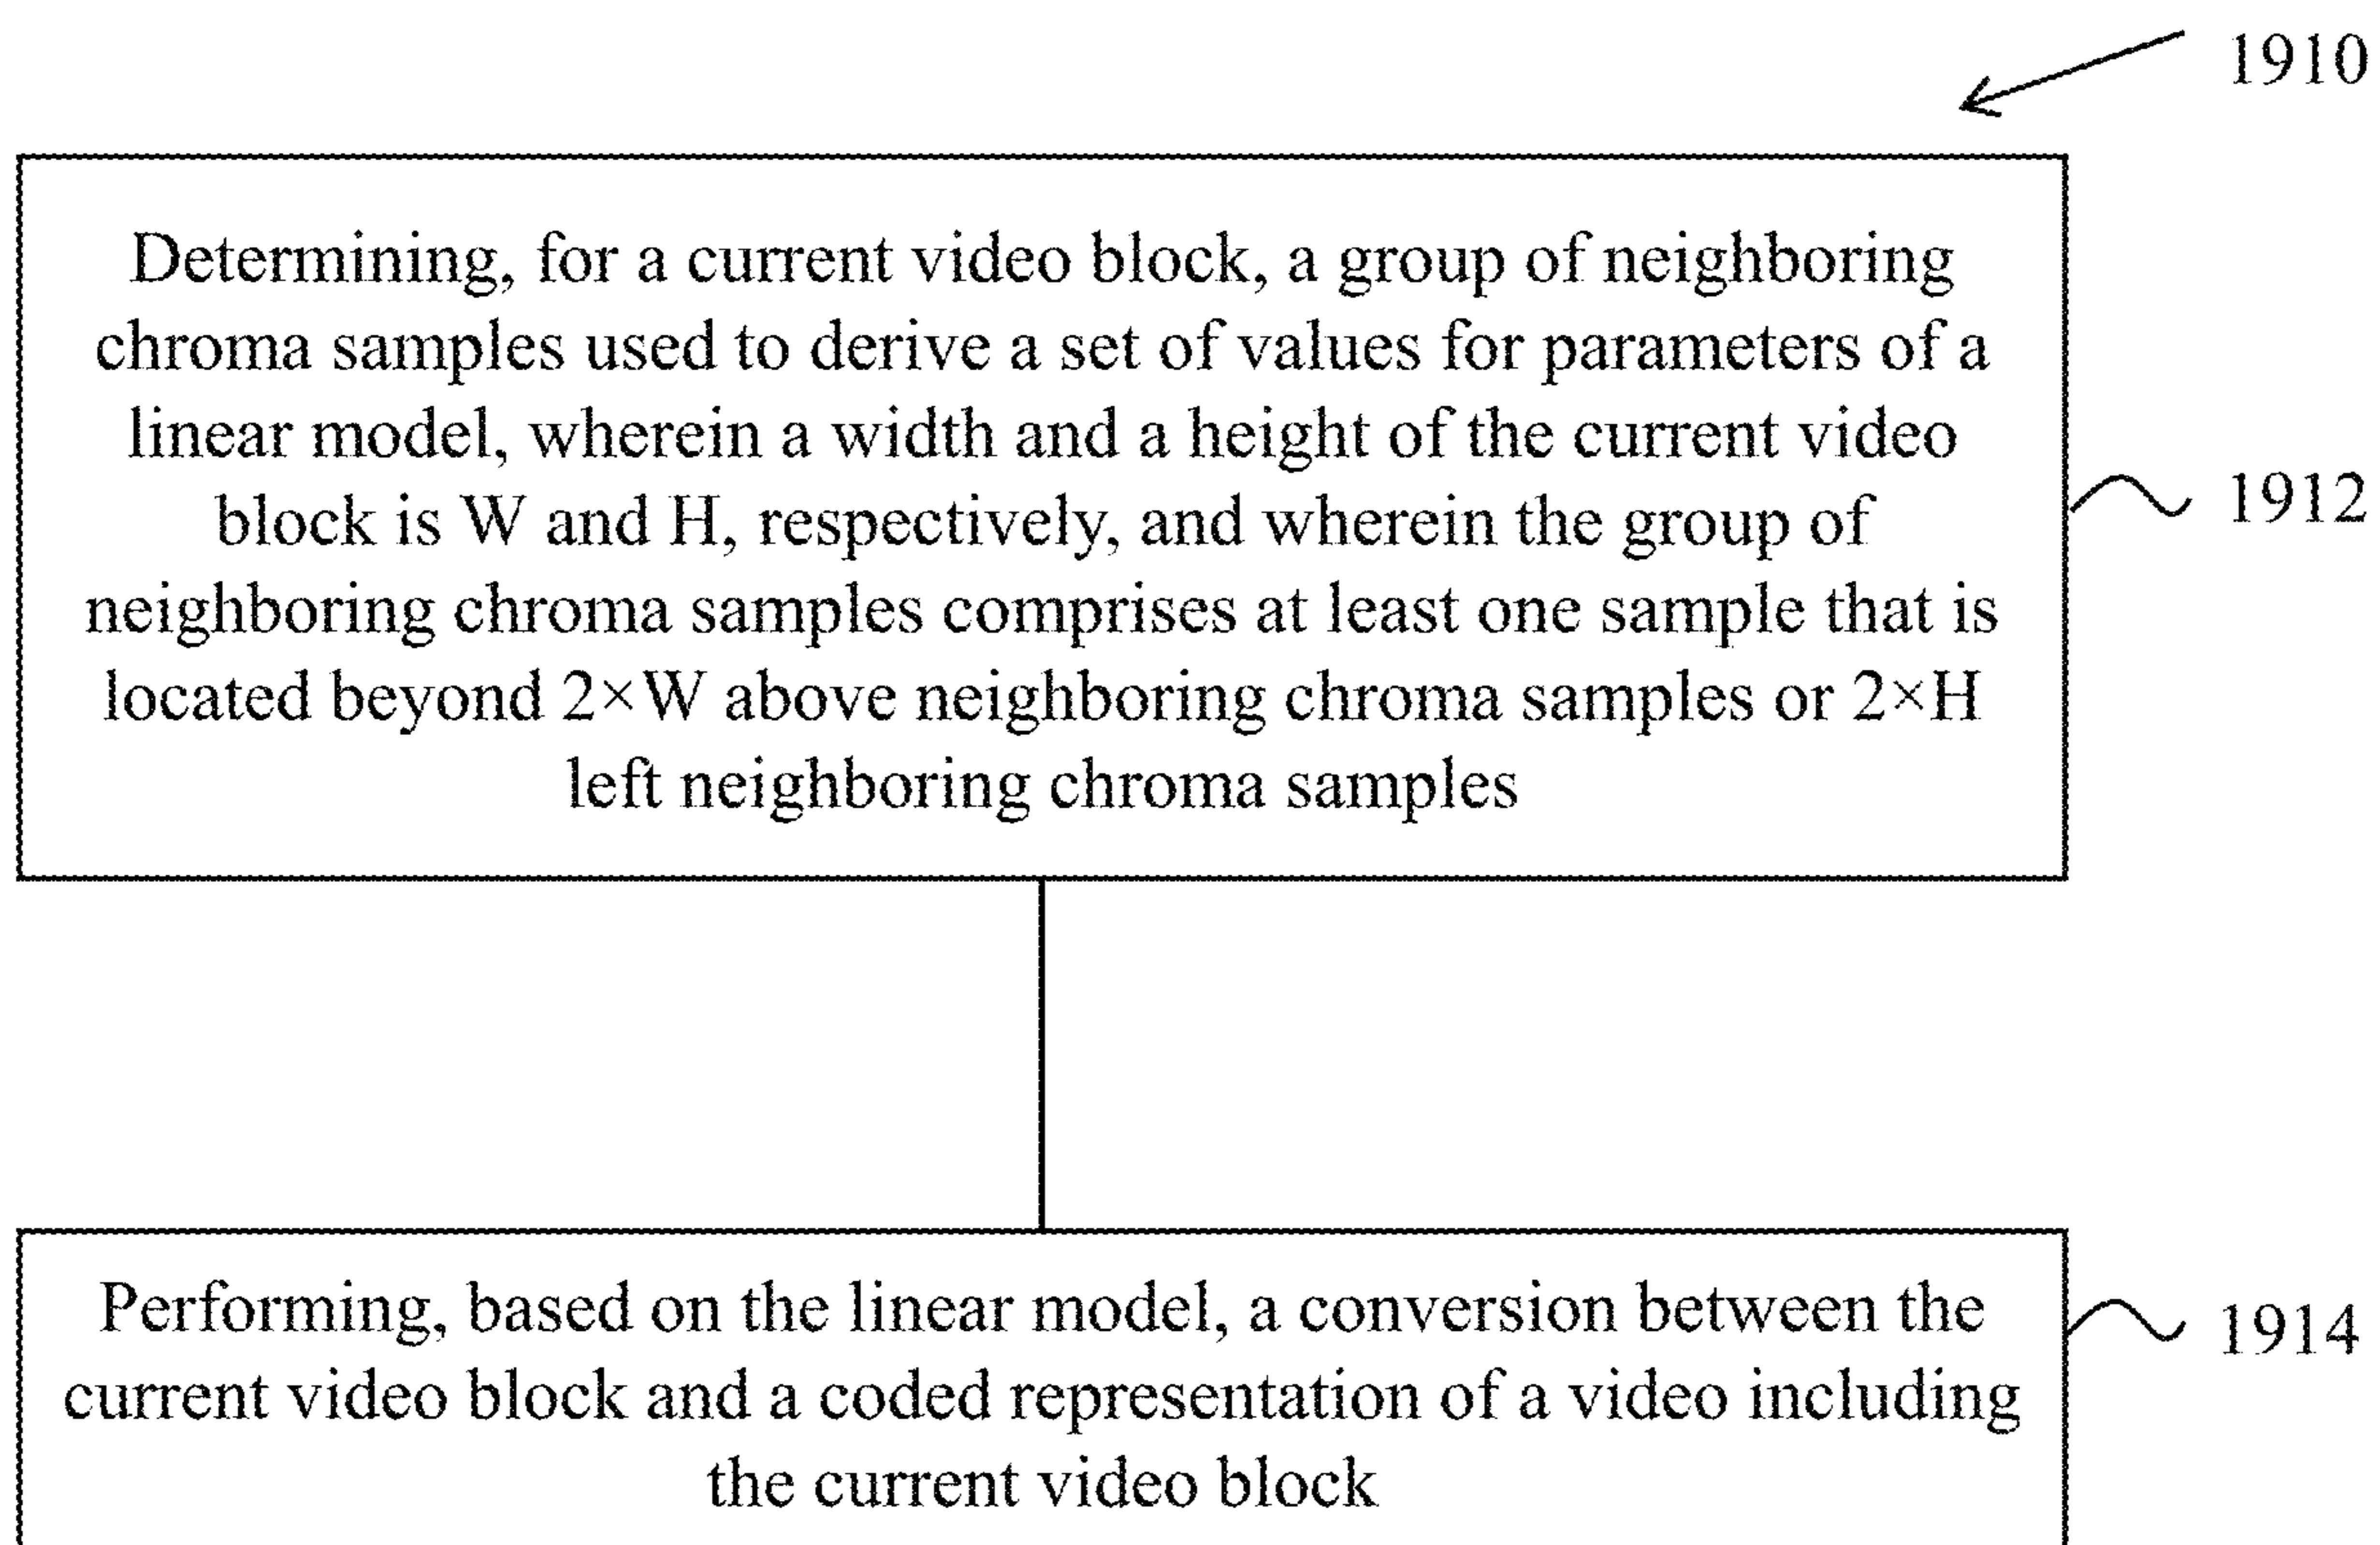 1910
Determining, for a current video block, a group of neighboring
chroma samples used to derive a set of values for parameters of a
linear model, wherein a width and a height of the current video
block is W and H, respectively, and wherein the group of
neighboring chroma samples comprises at least one sample that is
located beyond 2×W above neighboring chroma samples or 2×H
left neighboring chroma samples
1912
Performing, based on the linear model, a conversion between the
current video block and a coded representation of a video including
the current video block
1914